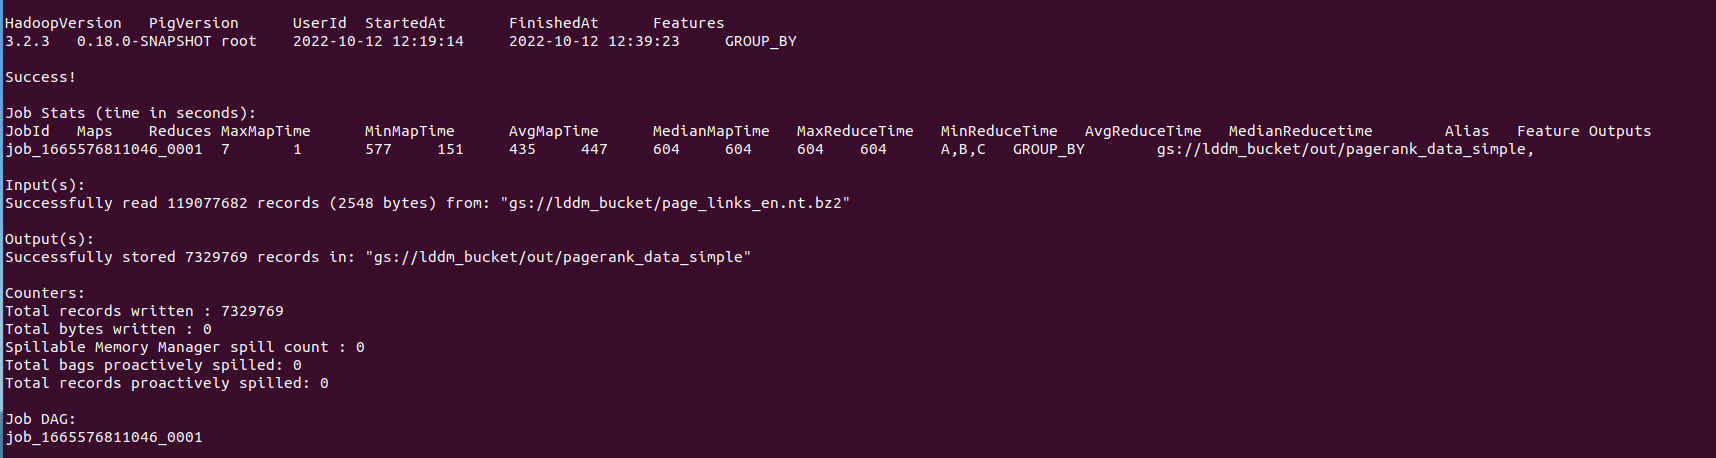 HadoopVersion PigVersion UserId StartedAt FinishedAt Features
3.2.3 0.18.0-SNAPSHOT root 2022-10-12 12:19:14 2022-10-12 12:39:23 GROUP_BY
Success!
Job Stats (time in seconds):
JobId Maps Reduces MaxMapTime MinMapTime AvgMapTime MedianMapTime MaxReduceTime MinReduceTime AvgReduceTime MedianReducetime Alias Feature Outputs
job_1665576811046_0001 7 1 577 151 435 447 604 604 604 604 A,B,C GROUP_BY gs://lddm_bucket/out/pagerank_data_simple,
Input(s):
Successfully read 119077682 records (2548 bytes) from: "gs://lddm_bucket/page_links_en.nt.bz2"
Output(s):
Successfully stored 7329769 records in: "gs://lddm_bucket/out/pagerank_data_simple"
Counters:
Total records written : 7329769
Total bytes written : 0
Spillable Memory Manager spill count : 0
Total bags proactively spilled: 0
Total records proactively spilled: 0
Job DAG:
job_1665576811046_0001